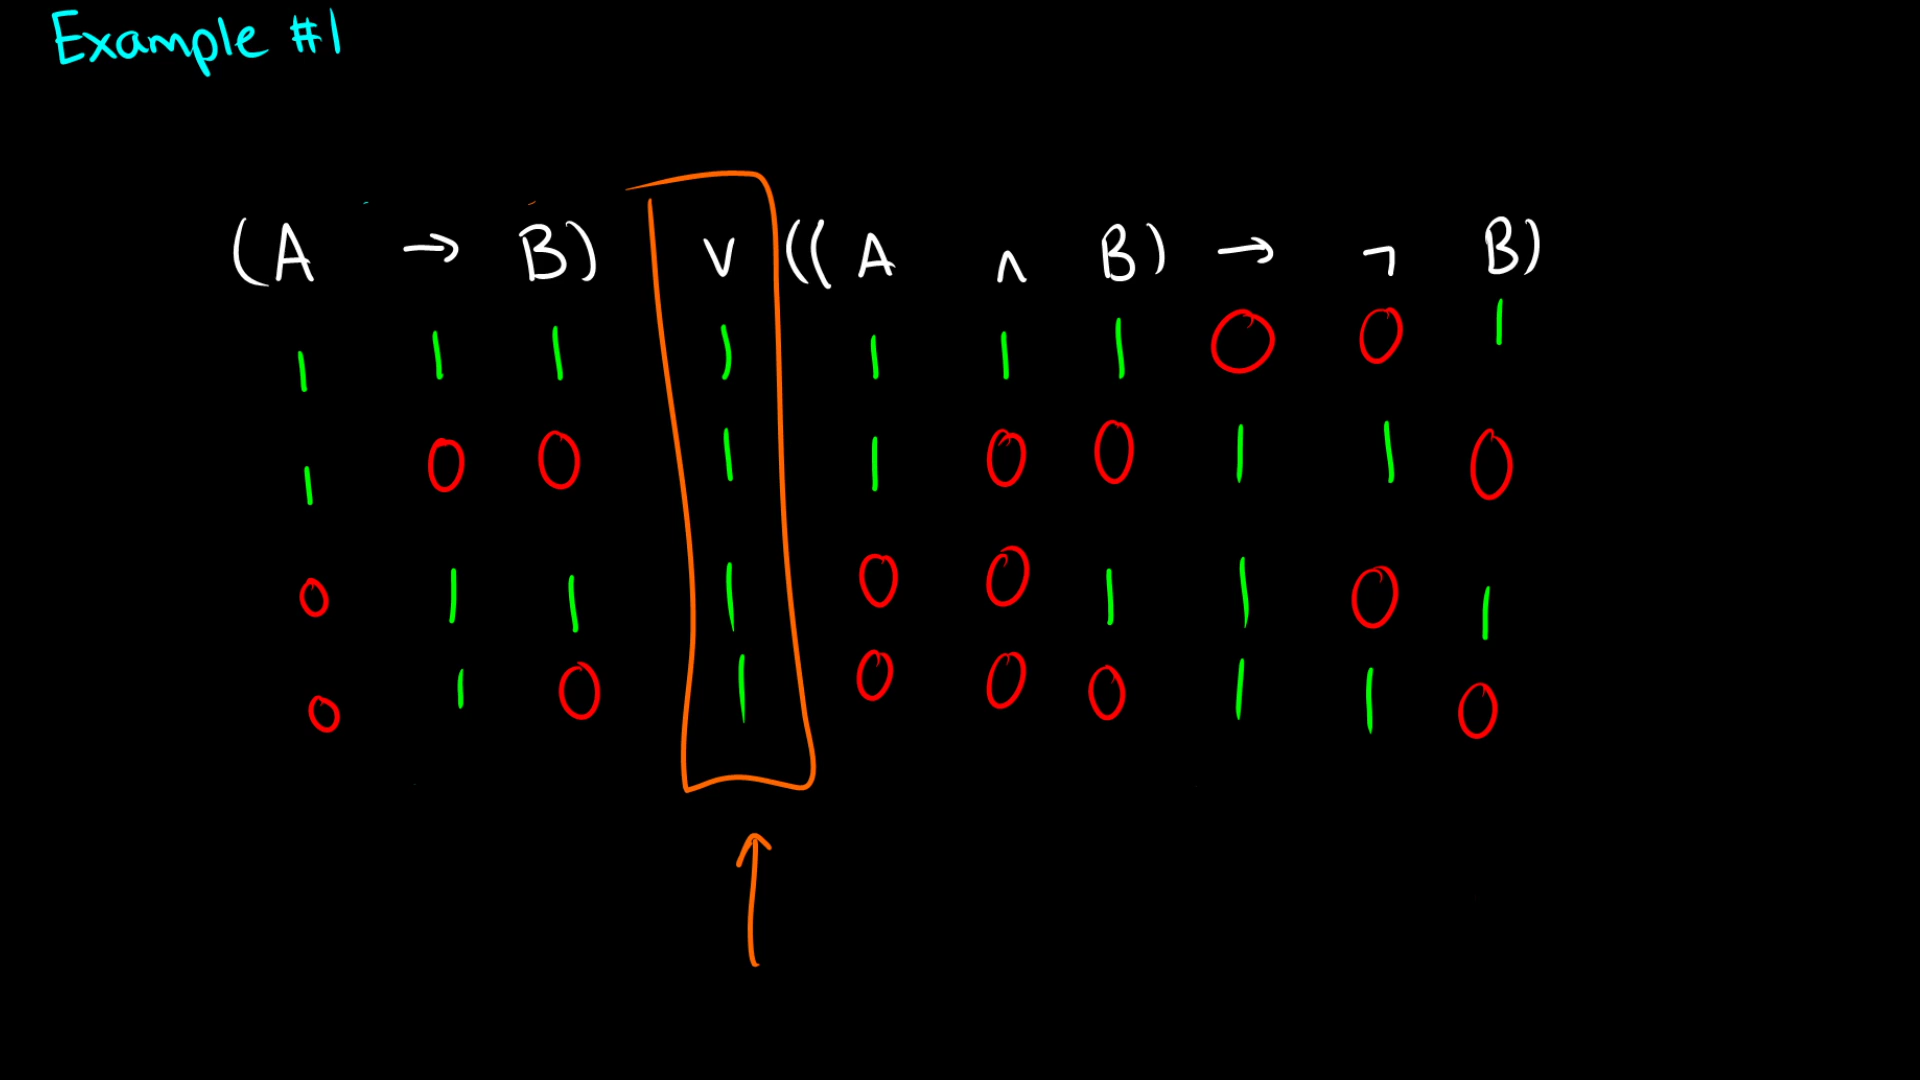 Example #1
(A → B) ∨ ((A ∧ B) → ¬ B)
1 1 1 1 1 1 1 0 0 1
1 0 0 1 1 0 0 1 1 0
0 1 1 1 0 0 1 1 0 1
0 1 0 1 0 0 0 1 1 0